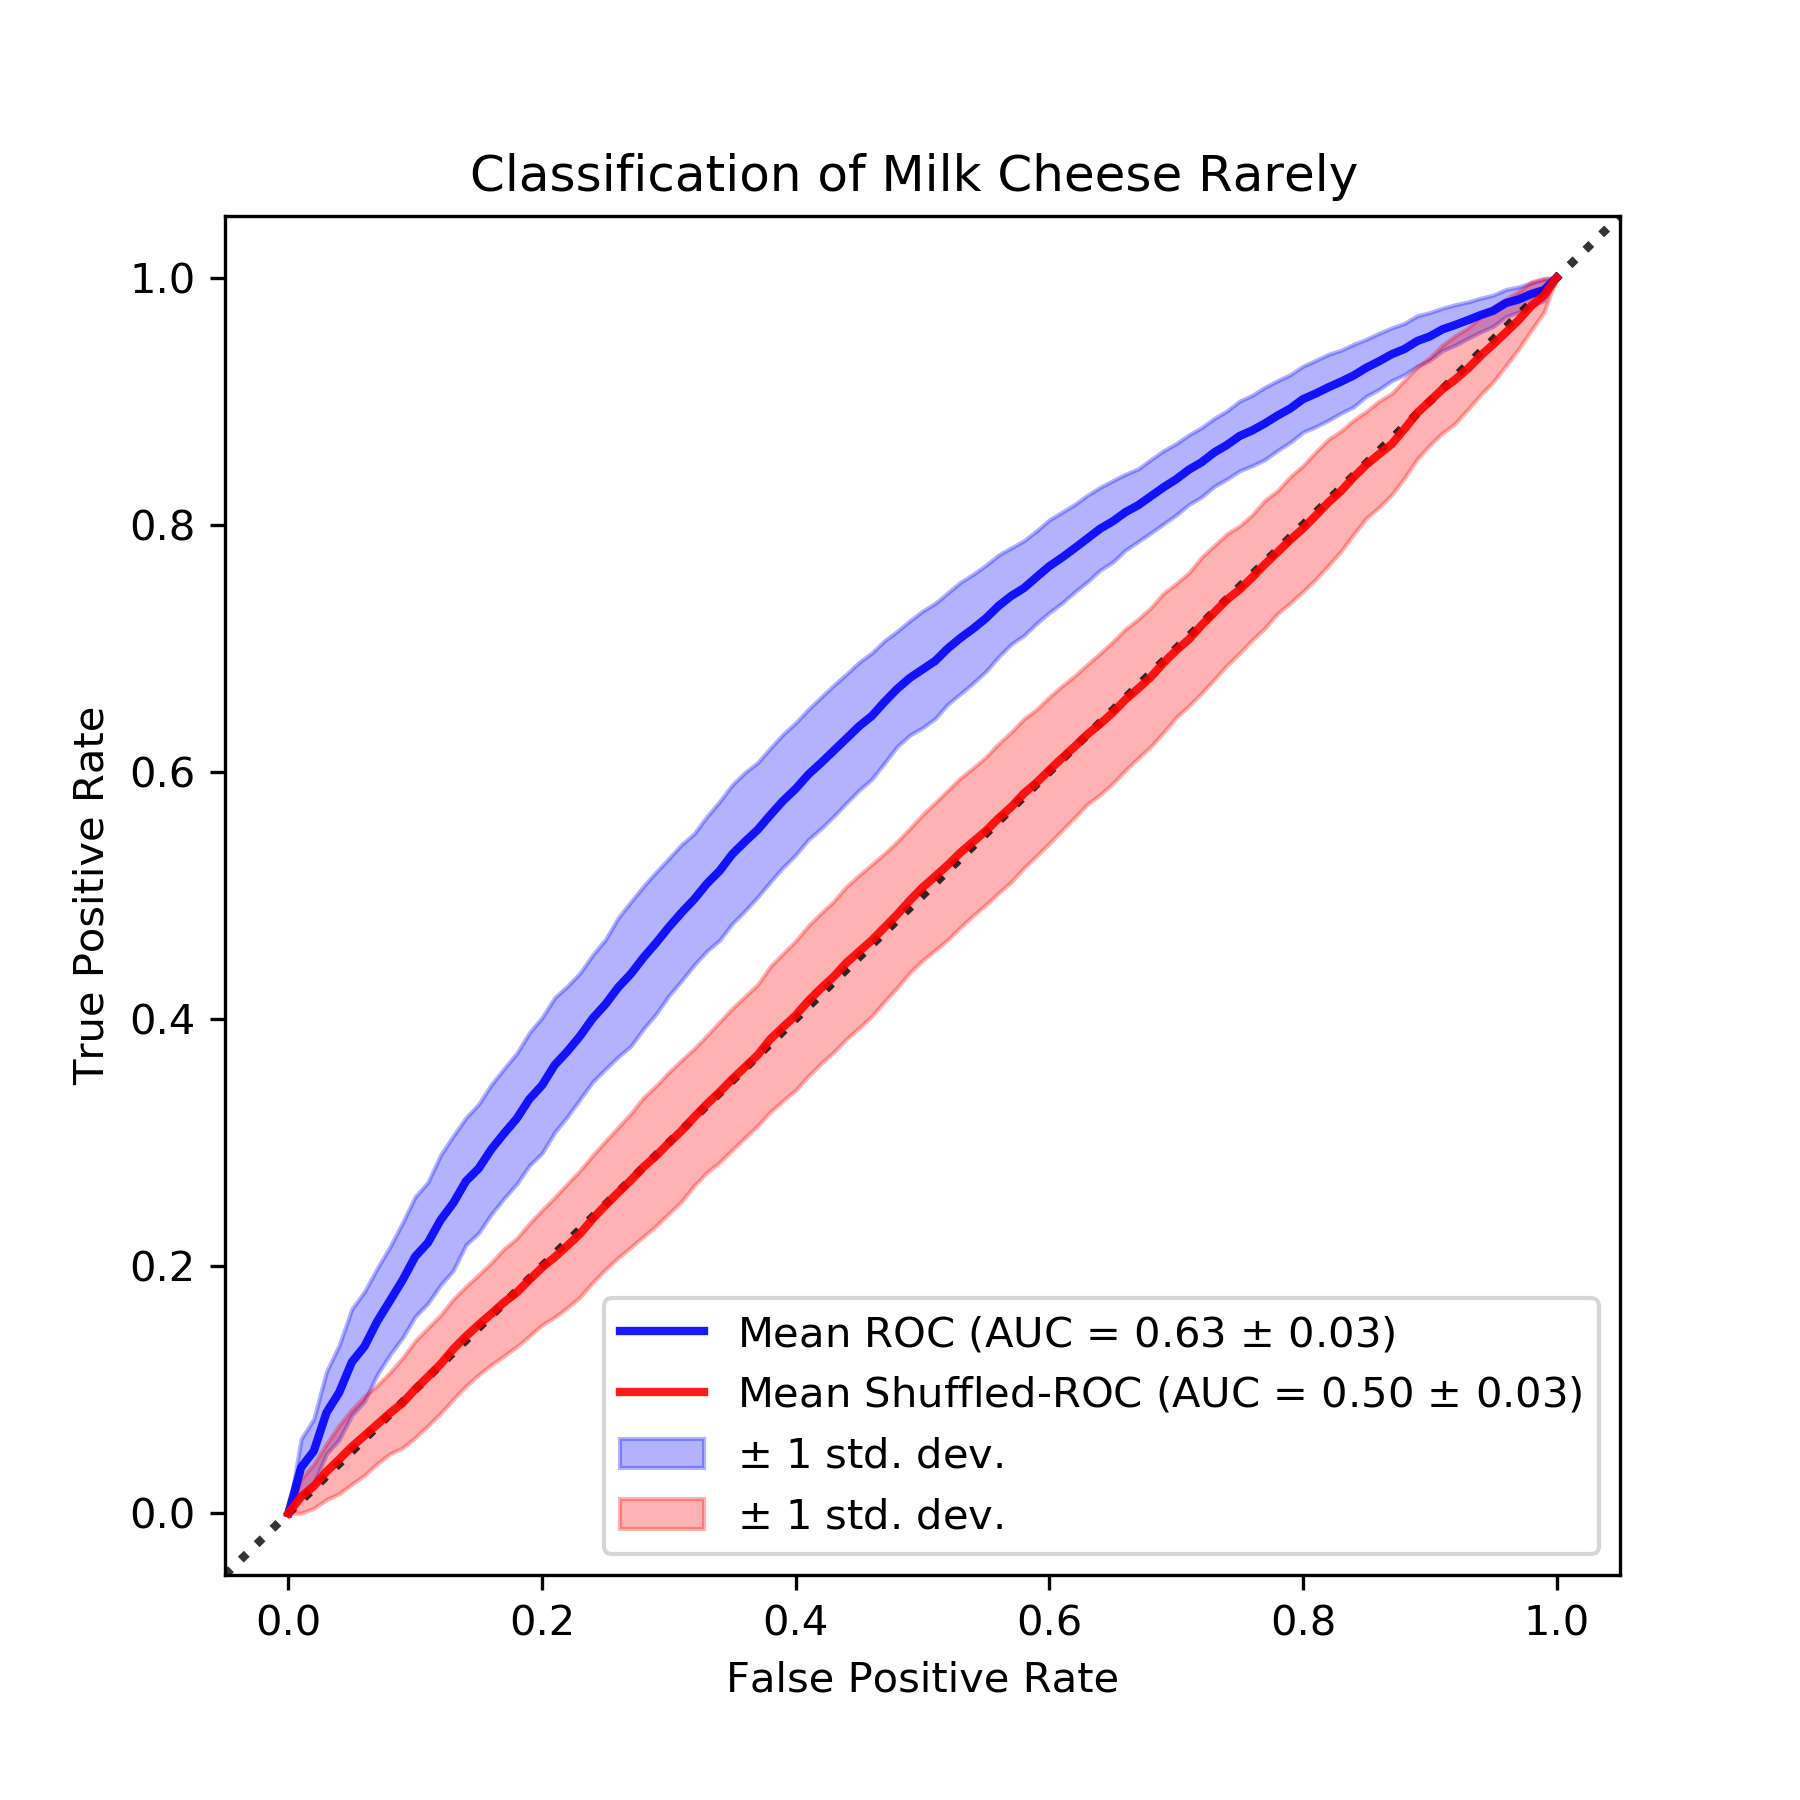 Classification of Milk Cheese Rarely
1.0
0.8
0.6
0.4
0.2
0.0
True Positive Rate
Mean ROC (AUC = 0.63 ± 0.03)
Mean Shuffled-ROC (AUC = 0.50 ± 0.03)
± 1 std. dev.
± 1 std. dev.
0.0 0.2 0.4 0.6 0.8 1.0
False Positive Rate